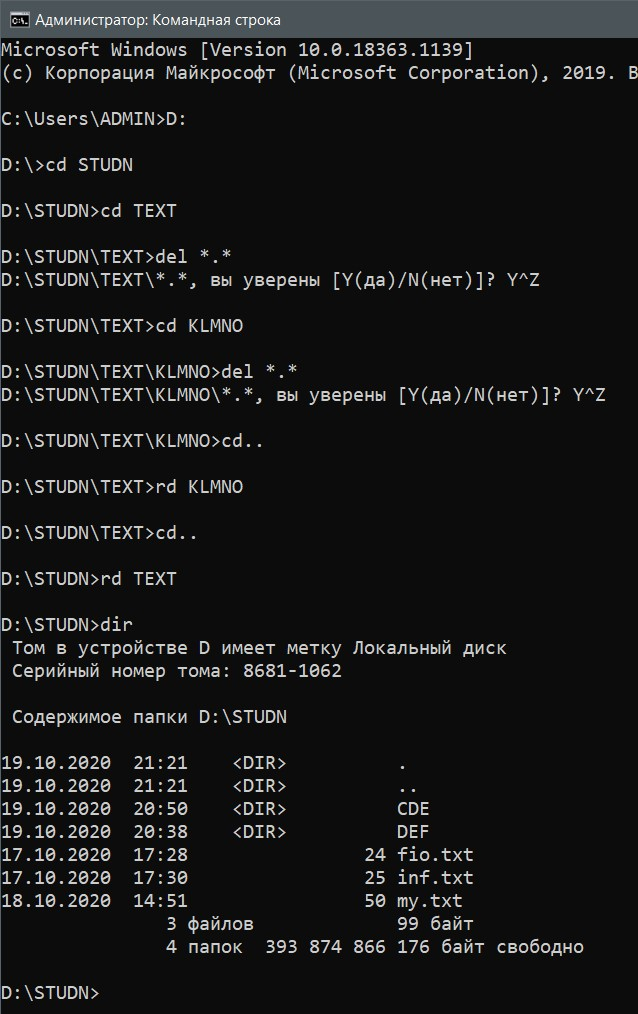 Администратор: Командная строка
Microsoft Windows [Version 10.0.18363.1139]
(c) Корпорация Майкрософт (Microsoft Corporation), 2019. В
C:\Users\ADMIN>D:
D:\>cd STUDN
D:\STUDN>cd TEXT
D:\STUDN\TEXT>del *.*
D:\STUDN\TEXT\*.*, вы уверены [Y(да)/N(нет)]? Y^Z
D:\STUDN\TEXT>cd KLMNO
D:\STUDN\TEXT\KLMNO>del *.*
D:\STUDN\TEXT\KLMNO\*.*, вы уверены [Y(да)/N(нет)]? Y^Z
D:\STUDN\TEXT\KLMNO>cd..
D:\STUDN\TEXT>rd KLMNO
D:\STUDN\TEXT>cd..
D:\STUDN>rd TEXT
D:\STUDN>dir
Том в устройстве D имеет метку Локальный диск
Серийный номер тома: 8681-1062
Содержимое папки D:\STUDN
19.10.2020  21:21    <DIR>          .
19.10.2020  21:21    <DIR>          ..
19.10.2020  20:50    <DIR>          CDE
19.10.2020  20:38    <DIR>          DEF
17.10.2020  17:28                24 fio.txt
17.10.2020  17:30                25 inf.txt
18.10.2020  14:51                50 my.txt
3 файлов             99 байт
4 папок  393 874 866 176 байт свободно
D:\STUDN>